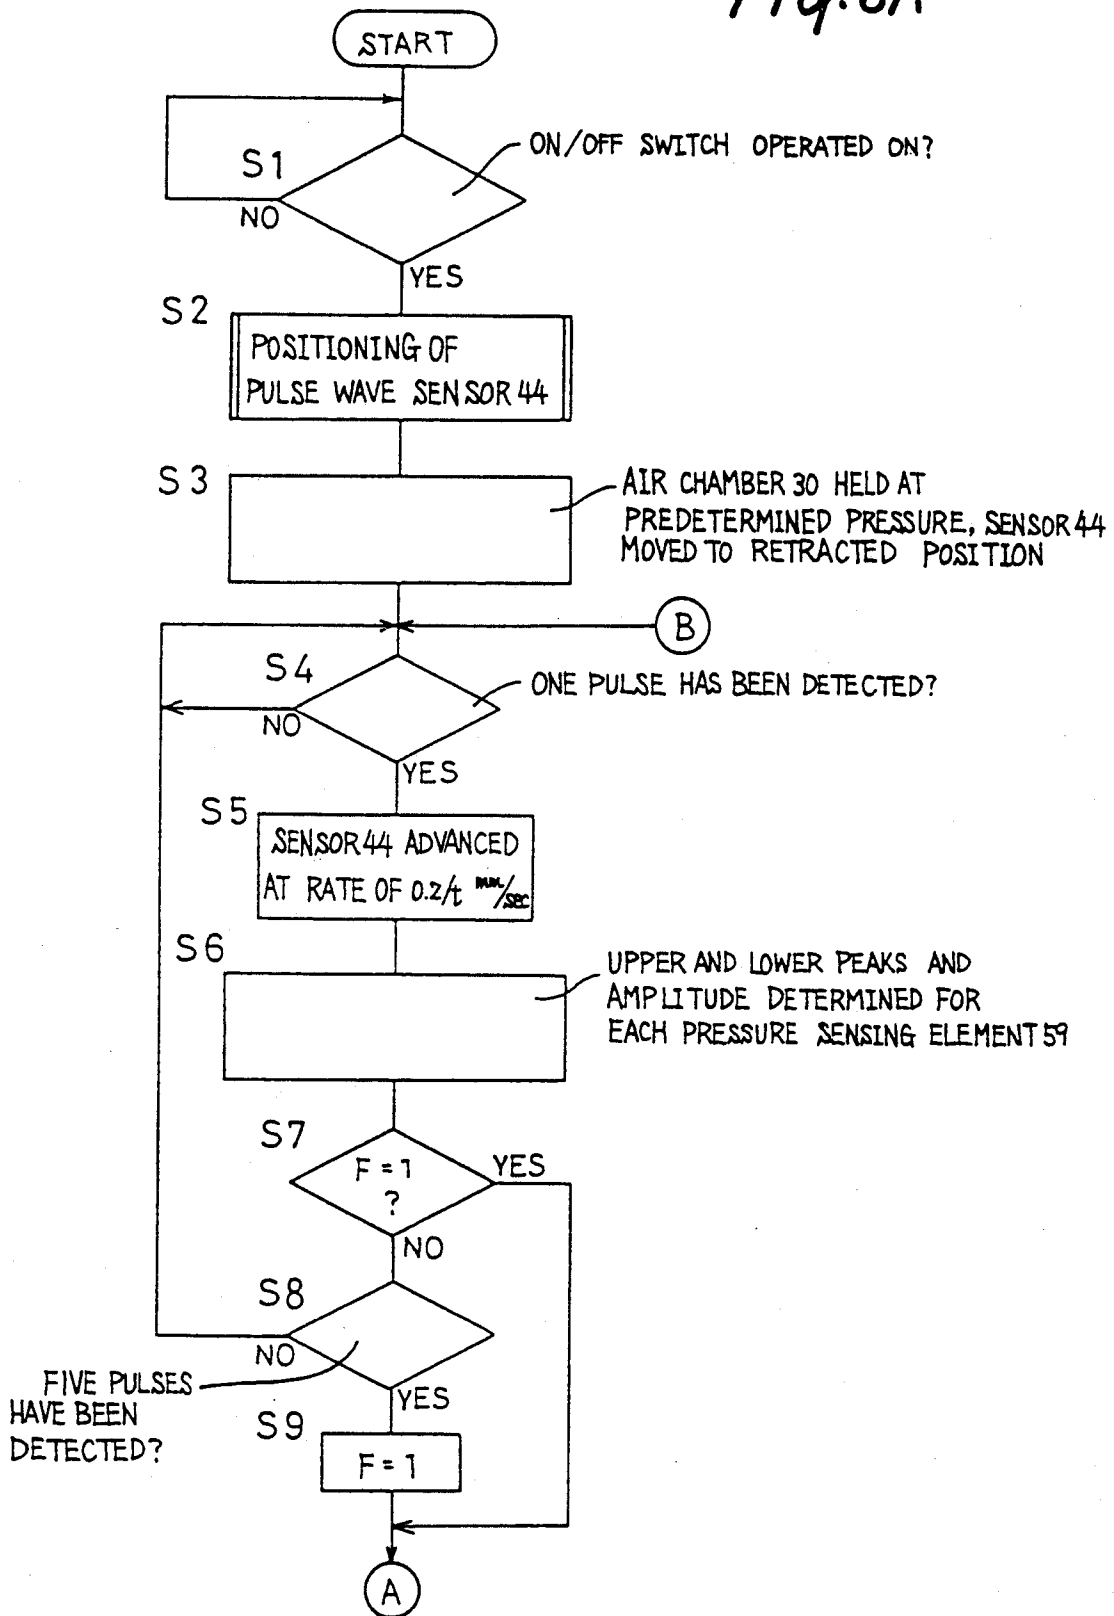 Fig. 6A
START
S1
ON/OFF SWITCH OPERATED ON?
NO
YES
S2
POSITIONING OF
PULSE WAVE SENSOR 44
S3
AIR CHAMBER 30 HELD AT
PREDETERMINED PRESSURE, SENSOR 44
MOVED TO RETRACTED POSITION
B
S4
ONE PULSE HAS BEEN DETECTED?
NO
YES
S5
SENSOR 44 ADVANCED
AT RATE OF 0.2/t mm/sec
S6
UPPER AND LOWER PEAKS AND
AMPLITUDE DETERMINED FOR
EACH PRESSURE SENSING ELEMENT 59
S7
F = 1
?
YES
NO
S8
NO
FIVE PULSES
HAVE BEEN
DETECTED?
YES
S9
F = 1
A